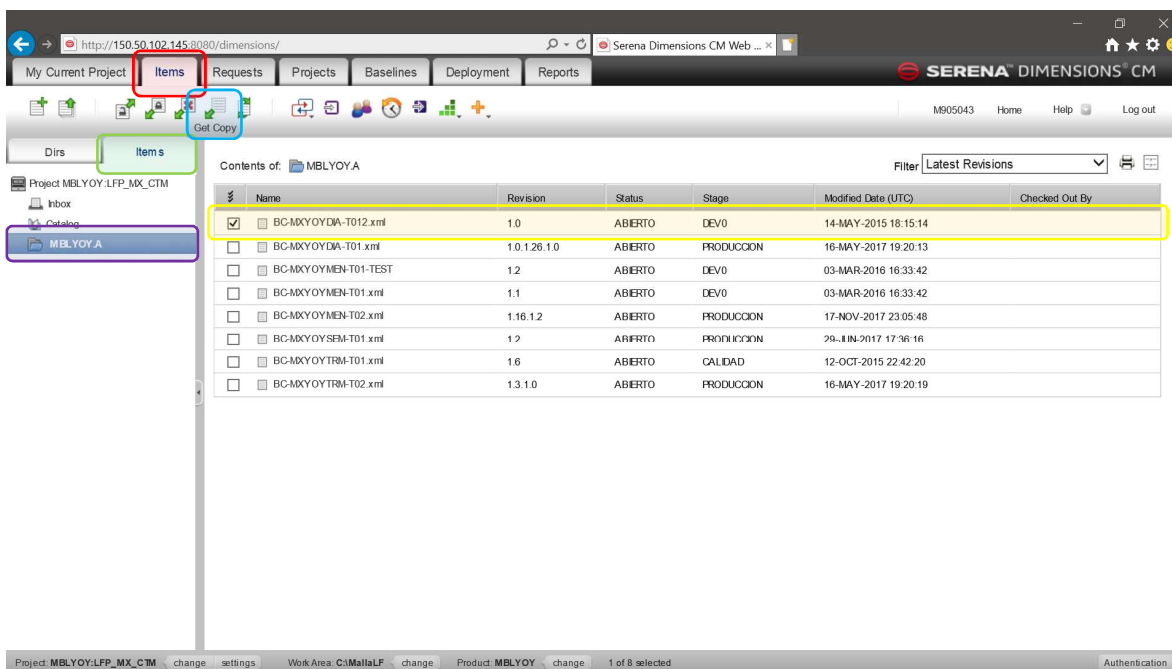 http://150.50.102.145:8080/dimensions/
Serena Dimensions CM Web ...
My Current Project Items Requests Projects Baselines Deployment Reports
SERENA™ DIMENSIONS® CM
Get Copy
M905043 Home Help Log out
Dirs Items
Contents of: MBLYOY.A
Filter Latest Revisions
Project MBLYOY:LFP_MX_CTM
Inbox
Catalog
MBLYOY.A
Name Revision Status Stage Modified Date (UTC) Checked Out By
BC-MXYOYDIA-T012.xml 1.0 ABIERTO DEV0 14-MAY-2015 18:15:14
BC-MXYOYDIA-T01.xml 1.0.1.26.1.0 ABIERTO PRODUCCION 16-MAY-2017 19:20:13
BC-MXYOYMEN-T01-TEST 1.2 ABIERTO DEV0 03-MAR-2016 16:33:42
BC-MXYOYMEN-T01.xml 1.1 ABIERTO DEV0 03-MAR-2016 16:33:42
BC-MXYOYMEN-T02.xml 1.16.1.2 ABIERTO PRODUCCION 17-NOV-2017 23:05:48
BC-MXYOYSEM-T01.xml 1.2 ABIERTO PRODUCCION 29-JUN-2017 17:36:16
BC-MXYOYTRM-T01.xml 1.6 ABIERTO CALIDAD 12-OCT-2015 22:42:20
BC-MXYOYTRM-T02.xml 1.3.1.0 ABIERTO PRODUCCION 16-MAY-2017 19:20:19
Project: MBLYOY:LFP_MX_CTM change settings Work Area: C:\MallaLF change Product: MBLYOY change 1 of 8 selected Authentication